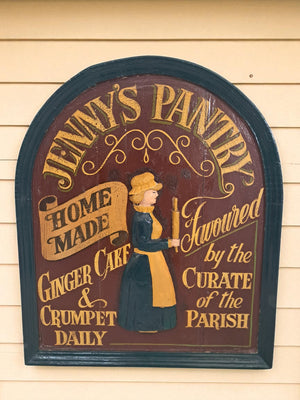 JENNY'S PANTRY
HOME
MADE
GINGER CAKE
&
CRUMPET
DAILY
Favoured
by the
CURATE
of the
PARISH